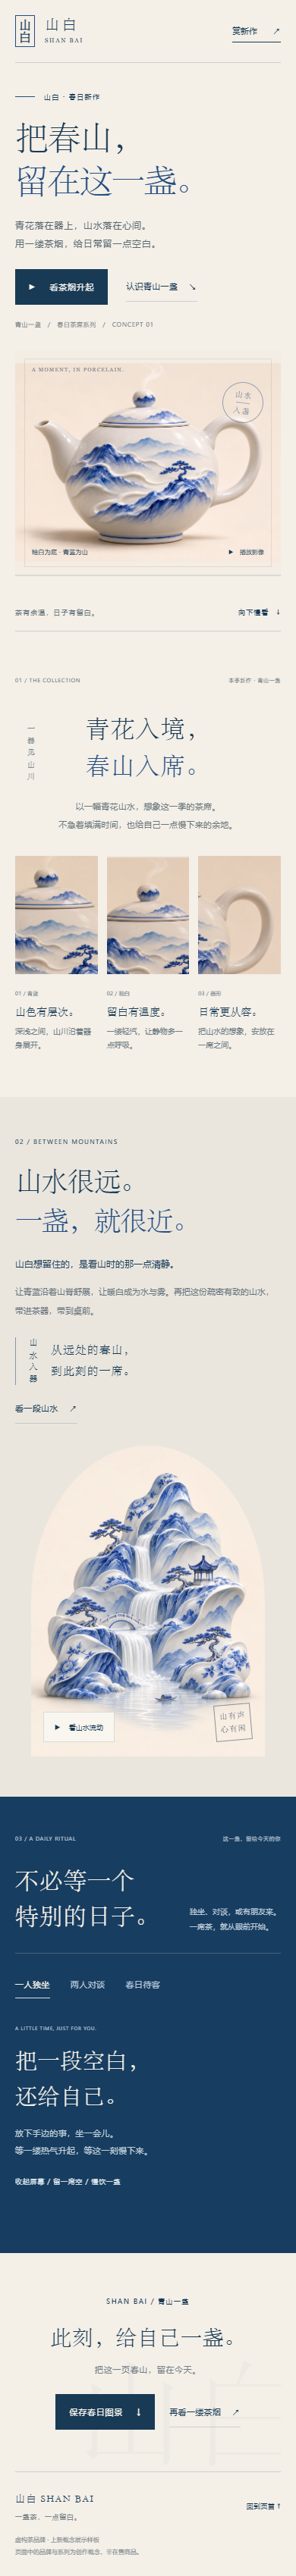 山白
山白
SHAN BAI
赏新作 ↗
山白 · 春日新作
把春山，
留在这一盏。
青花落在器上，山水落在心间。
用一缕茶烟，给日常留一点空白。
▶ 看茶烟升起
认识青山一盏 ↘
青山一盏 / 春日茶席系列 / CONCEPT 01
A MOMENT, IN PORCELAIN.
山水
入盏
釉白为底 · 青蓝为山
▶ 播放影像
茶有余温，日子有留白。
向下慢看 ↓
01 / THE COLLECTION
本季新作 · 青山一盏
一器见山川
青花入境，
春山入席。
以一幅青花山水，想象这一季的茶席。
不急着填满时间，也给自己一点慢下来的余地。
01 / 青蓝
山色有层次。
深浅之间，山川沿着器
身展开。
02 / 釉白
留白有温度。
一缕轻汽，让静物多一
点呼吸。
03 / 器形
日常更从容。
把山水的想象，安放在
一席之间。
02 / BETWEEN MOUNTAINS
山水很远。
一盏，就很近。
山白想留住的，是看山时的那一点清静。
让青蓝沿着山脊舒展，让暖白成为水与雾。再把这份疏密有致的山水，
带进茶器，带到桌前。
山水入器
从远处的春山，
到此刻的一席。
看一段山水 ↗
▶ 看山水流动
山有声
心有闲
03 / A DAILY RITUAL
这一盏，留给今天的你
不必等一个
特别的日子。
独坐、对谈，或有朋友来。
一席茶，就从眼前开始。
一人独坐
两人对谈
春日待客
A LITTLE TIME, JUST FOR YOU.
把一段空白，
还给自己。
放下手边的事，坐一会儿。
等一缕热气升起，等这一刻慢下来。
收起屏幕 / 留一席空 / 慢饮一盏
SHAN BAI / 青山一盏
此刻，给自己一盏。
把这一页春山，留在今天。
山白
保存春日图景 ↓
再看一缕茶烟 ↗
山白 SHAN BAI
一盏茶，一点留白。
回到页首 ↑
虚构茶品牌 · 上新概念展示样板
页面中的品牌与系列为创作概念，非在售商品。